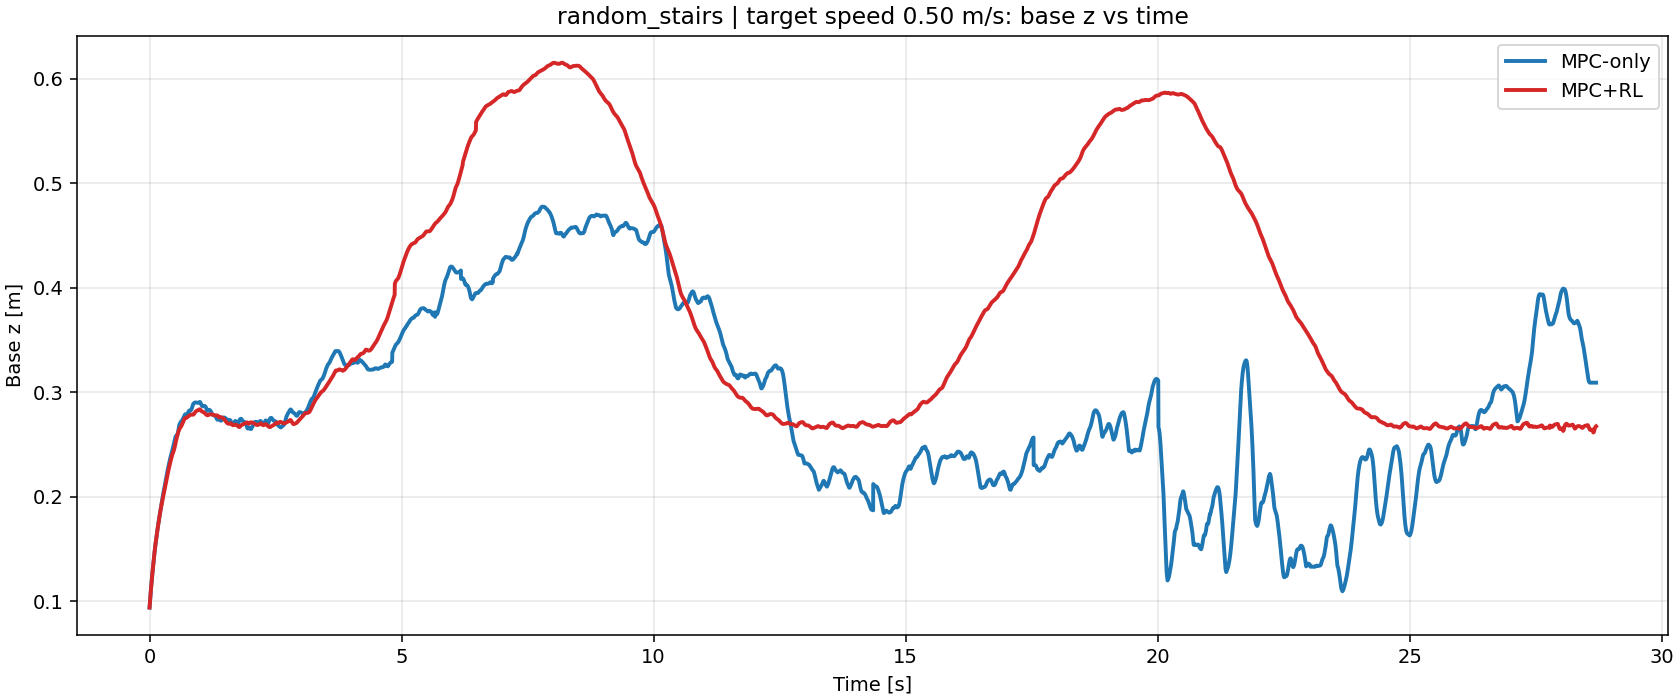 random_stairs | target speed 0.50 m/s: base z vs time
MPC-only
MPC+RL
Base z [m]
0.6
0.5
0.4
0.3
0.2
0.1
0
5
10
15
20
25
30
Time [s]